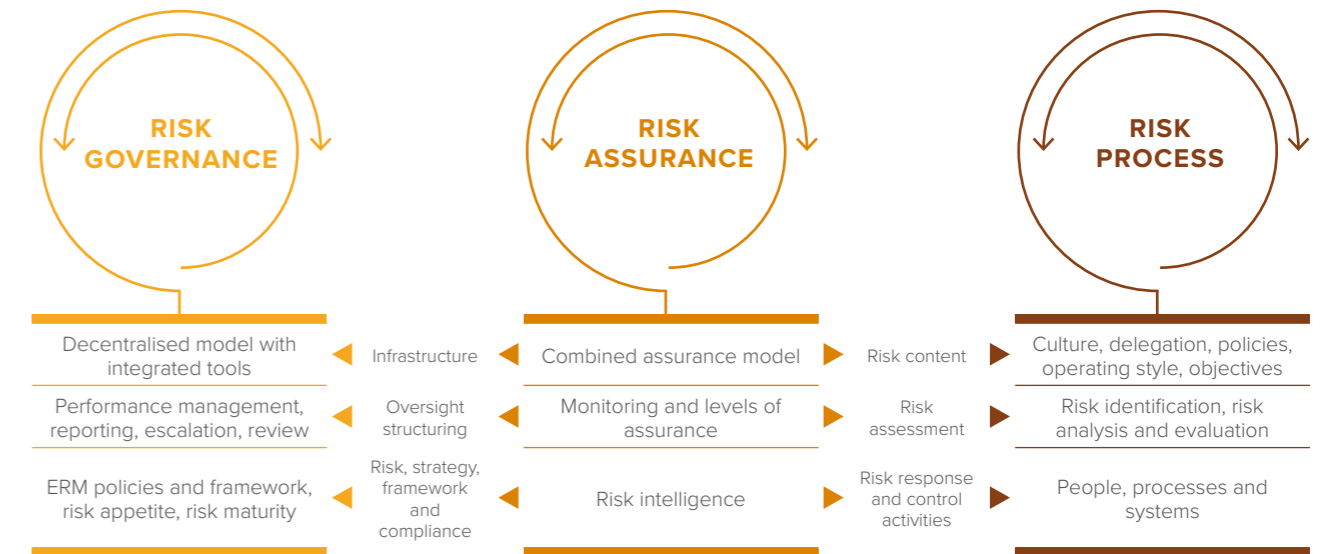 RISK
GOVERNANCE
RISK
ASSURANCE
RISK
PROCESS
Decentralised model with
integrated tools
Infrastructure
Combined assurance model
Risk content
Culture, delegation, policies,
operating style, objectives
Performance management,
reporting, escalation, review
Oversight
structuring
Monitoring and levels of
assurance
Risk
assessment
Risk identification, risk
analysis and evaluation
ERM policies and framework,
risk appetite, risk maturity
Risk, strategy,
framework
and
compliance
Risk intelligence
Risk response
and control
activities
People, processes and
systems